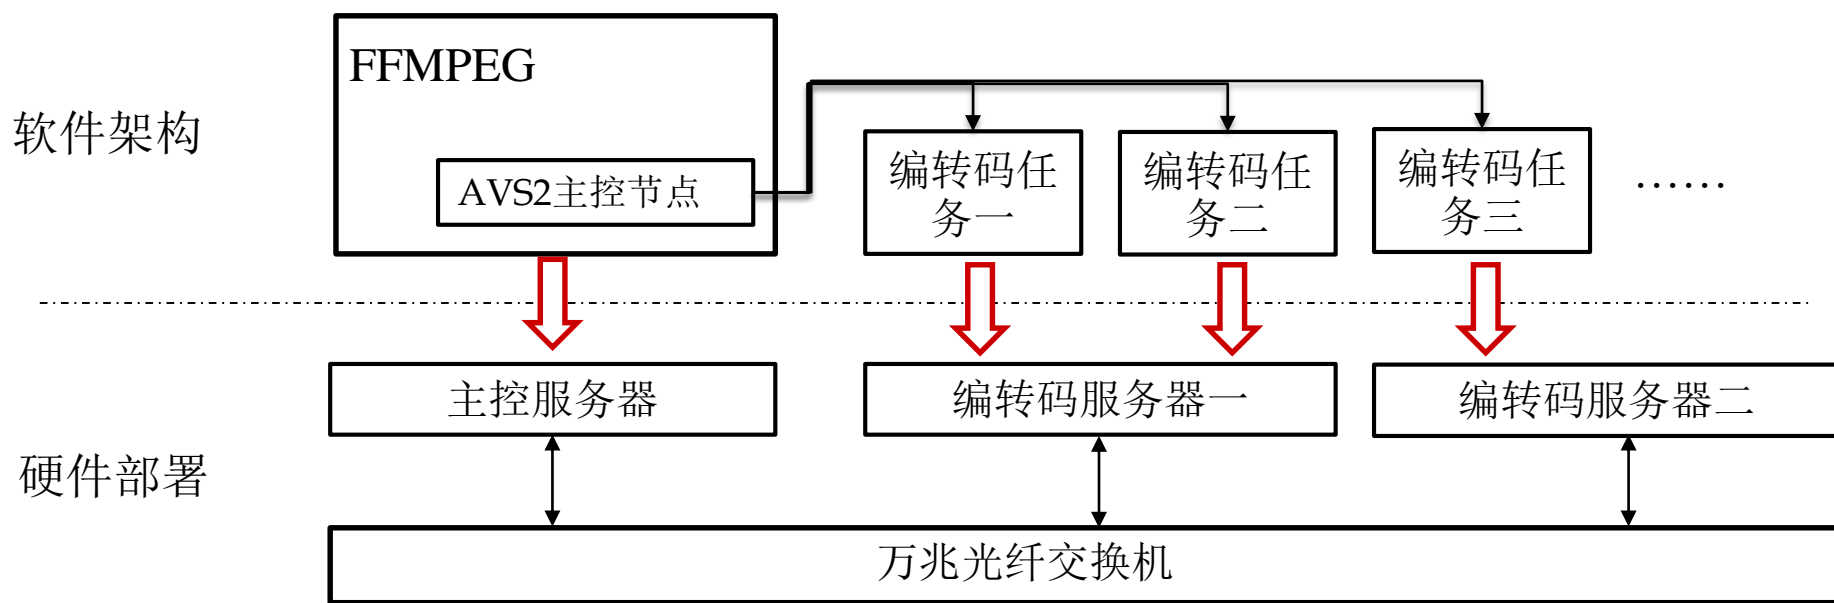 FFMPEG
软件架构
AVS2主控节点
编转码任
务一
编转码任
务二
编转码任
务三
……
主控服务器
编转码服务器一
编转码服务器二
硬件部署
万兆光纤交换机